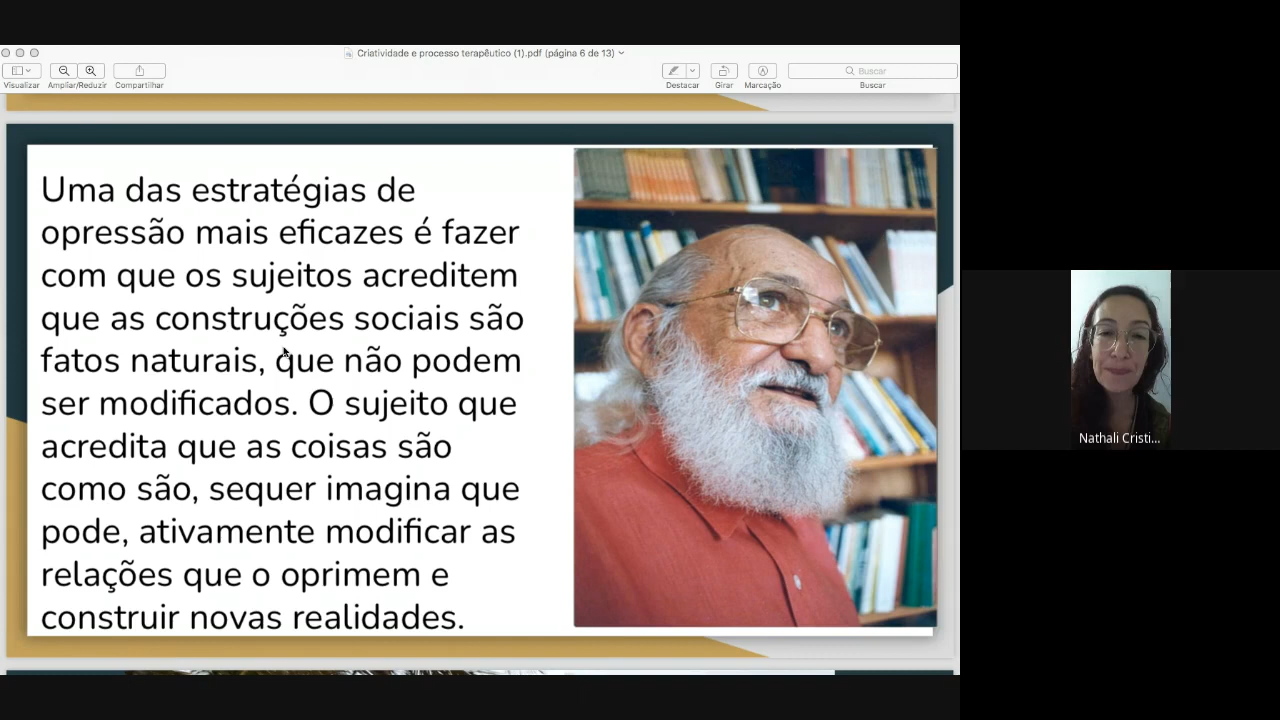 Criatividade e processo terapêutico (1).pdf (página 6 de 13)
Visualizar
Ampliar/Reduzir
Compartilhar
Destacar
Girar
Marcação
Buscar
Buscar
Uma das estratégias de
opressão mais eficazes é fazer
com que os sujeitos acreditem
que as construções sociais são
fatos naturais, que não podem
ser modificados. O sujeito que
acredita que as coisas são
como são, sequer imagina que
pode, ativamente modificar as
relações que o oprimem e
construir novas realidades.
Nathali Cristi...